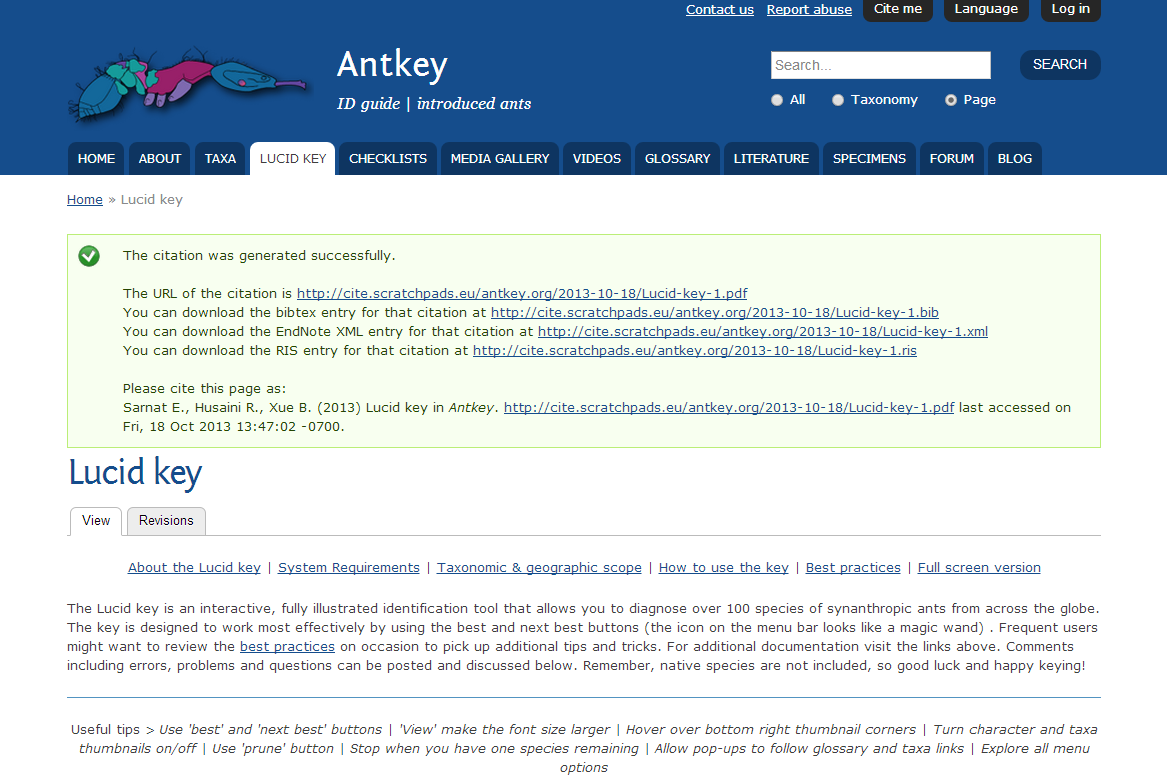 Contact us Report abuse Cite me Language Log in
Antkey
ID guide | introduced ants
Search... SEARCH
All Taxonomy Page
HOME ABOUT TAXA LUCID KEY CHECKLISTS MEDIA GALLERY VIDEOS GLOSSARY LITERATURE SPECIMENS FORUM BLOG
Home » Lucid key
The citation was generated successfully.
The URL of the citation is http://cite.scratchpads.eu/antkey.org/2013-10-18/Lucid-key-1.pdf
You can download the bibtex entry for that citation at http://cite.scratchpads.eu/antkey.org/2013-10-18/Lucid-key-1.bib
You can download the EndNote XML entry for that citation at http://cite.scratchpads.eu/antkey.org/2013-10-18/Lucid-key-1.xml
You can download the RIS entry for that citation at http://cite.scratchpads.eu/antkey.org/2013-10-18/Lucid-key-1.ris
Please cite this page as:
Sarnat E., Husaini R., Xue B. (2013) Lucid key in Antkey. http://cite.scratchpads.eu/antkey.org/2013-10-18/Lucid-key-1.pdf last accessed on
Fri, 18 Oct 2013 13:47:02 -0700.
Lucid key
View Revisions
About the Lucid key | System Requirements | Taxonomic & geographic scope | How to use the key | Best practices | Full screen version
The Lucid key is an interactive, fully illustrated identification tool that allows you to diagnose over 100 species of synanthropic ants from across the globe.
The key is designed to work most effectively by using the best and next best buttons (the icon on the menu bar looks like a magic wand) . Frequent users
might want to review the best practices on occasion to pick up additional tips and tricks. For additional documentation visit the links above. Comments
including errors, problems and questions can be posted and discussed below. Remember, native species are not included, so good luck and happy keying!
Useful tips > Use 'best' and 'next best' buttons | 'View' make the font size larger | Hover over bottom right thumbnail corners | Turn character and taxa
thumbnails on/off | Use 'prune' button | Stop when you have one species remaining | Allow pop-ups to follow glossary and taxa links | Explore all menu
options